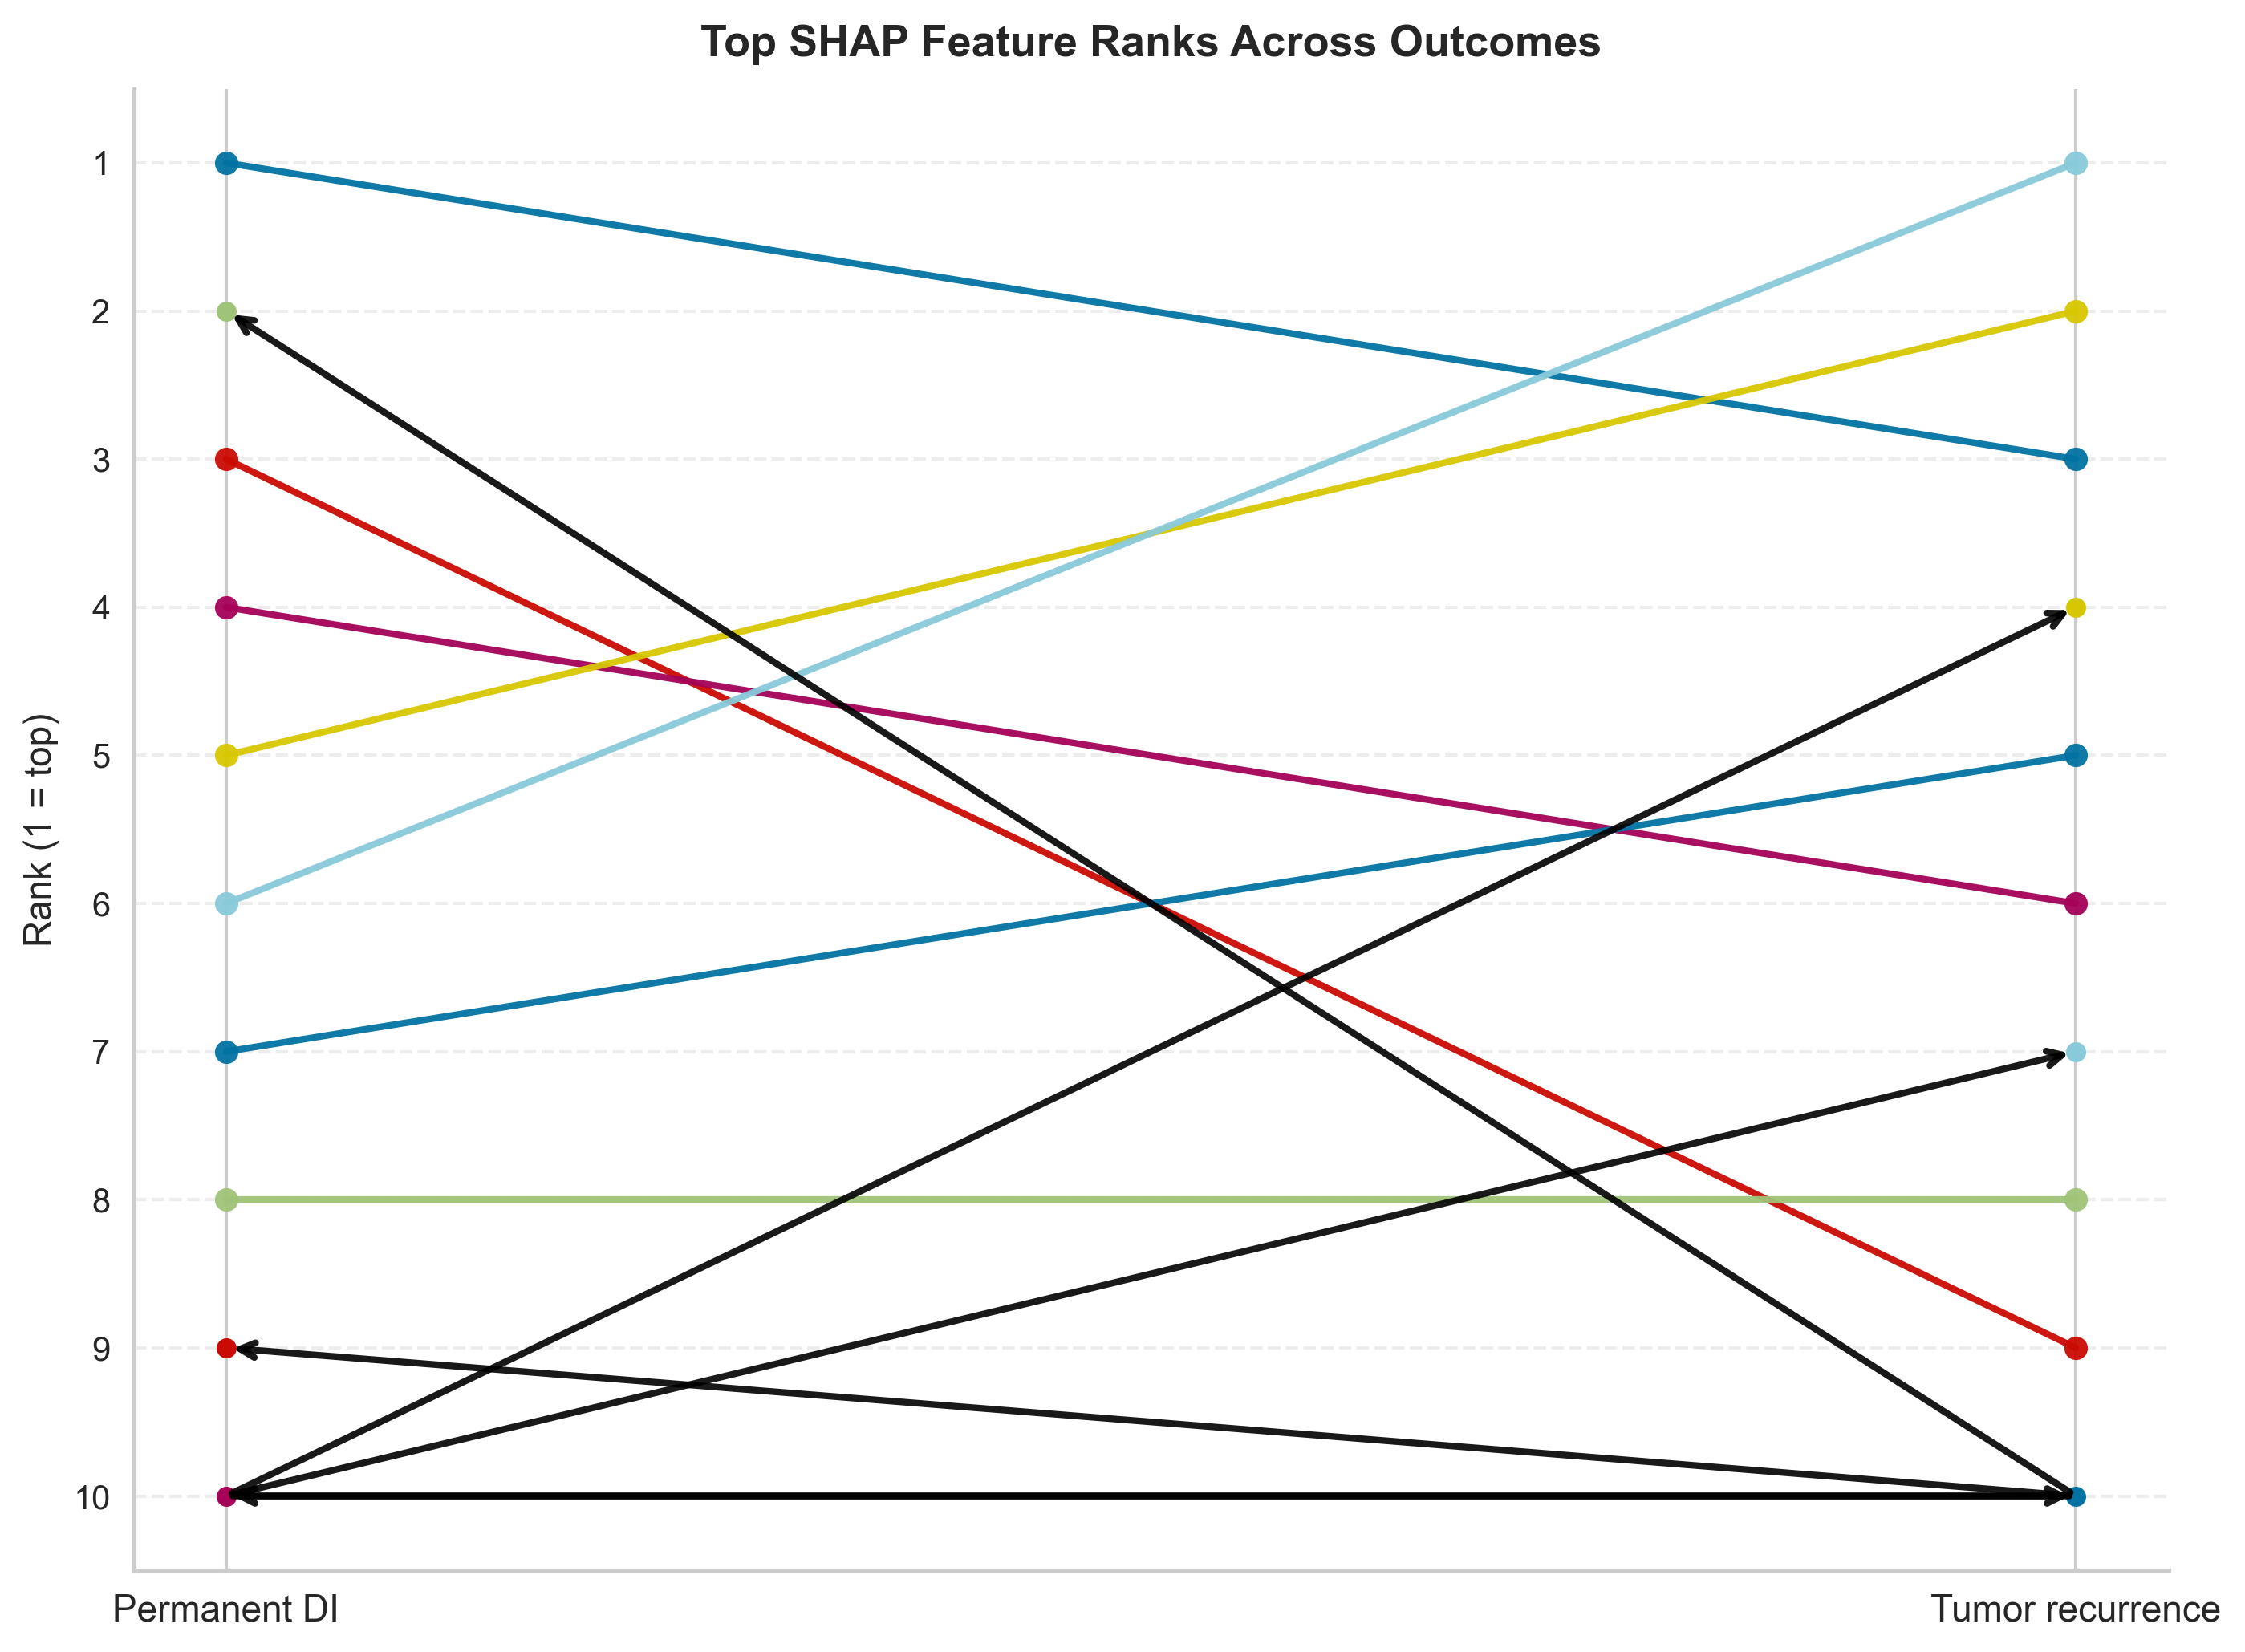 Top SHAP Feature Ranks Across Outcomes
Rank (1 = top)
1
2
3
4
5
6
7
8
9
10
Permanent DI
Tumor recurrence